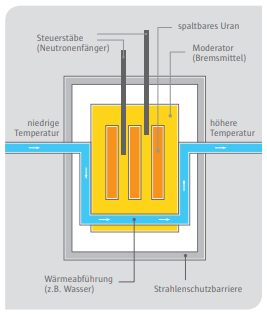 spaltbares Uran
Steuerstäbe
(Neutronenfänger)
Moderator
(Bremsmittel)
niedrige
Temperatur
höhere
Temperatur
Wärmeabführung
(z.B. Wasser)
Strahlenschutzbarriere